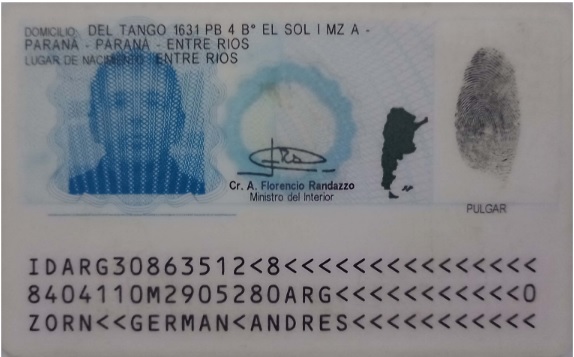 DOMICILIO: DEL TANGO 1631 PB 4 B° EL SOL I MZ A -
PARANA - PARANA - ENTRE RIOS
LUGAR DE NACIMIENTO: ENTRE RIOS
Cr. A. Florencio Randazzo
Ministro del Interior
PULGAR
IDARG30863512<8<<<<<<<<<<<<<<<
8404110M2905280ARG<<<<<<<<<<<0
ZORN<<GERMAN<ANDRES<<<<<<<<<<<